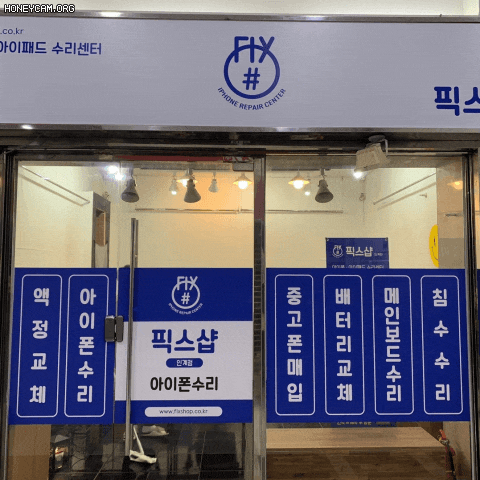 HONEYCAM.ORG
.co.kr
아이패드 수리센터
FIX
#
IPHONE REPAIR CENTER
픽스
픽스샵
액정교체
아이폰수리
FIX
#
IPHONE REPAIR CENTER
픽스샵
인계점
아이폰수리
www.fixshop.co.kr
중고폰매입
배터리교체
메인보드수리
침수수리